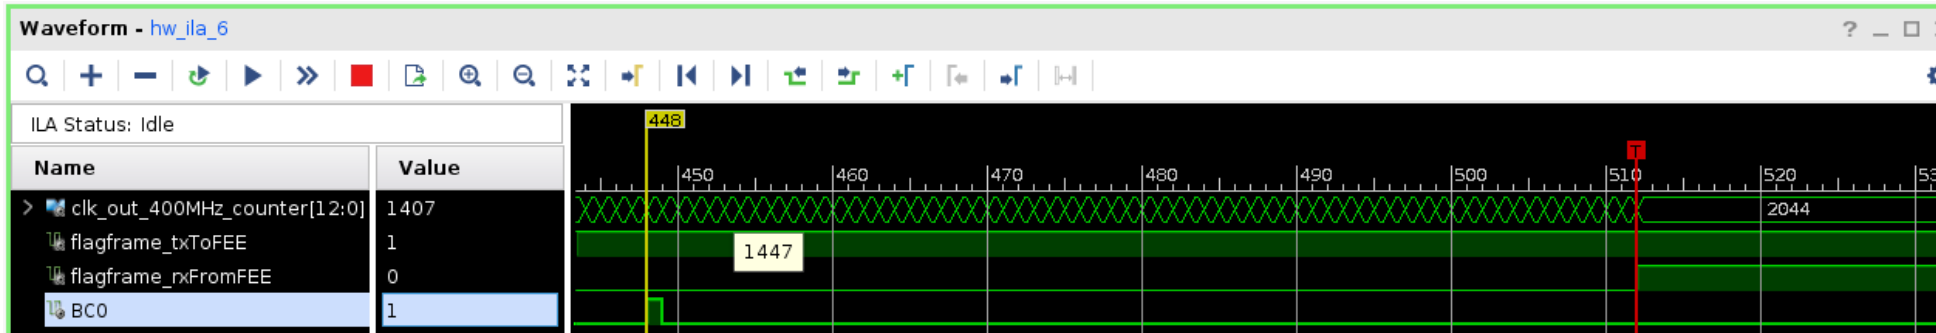 Waveform - hw_ila_6
?
ILA Status: Idle
448
Name Value
450 460 470 480 490 500 510 520 53
T
clk_out_400MHz_counter[12:0] 1407 2044
flagframe_txToFEE 1
1447
flagframe_rxFromFEE 0
BC0 1